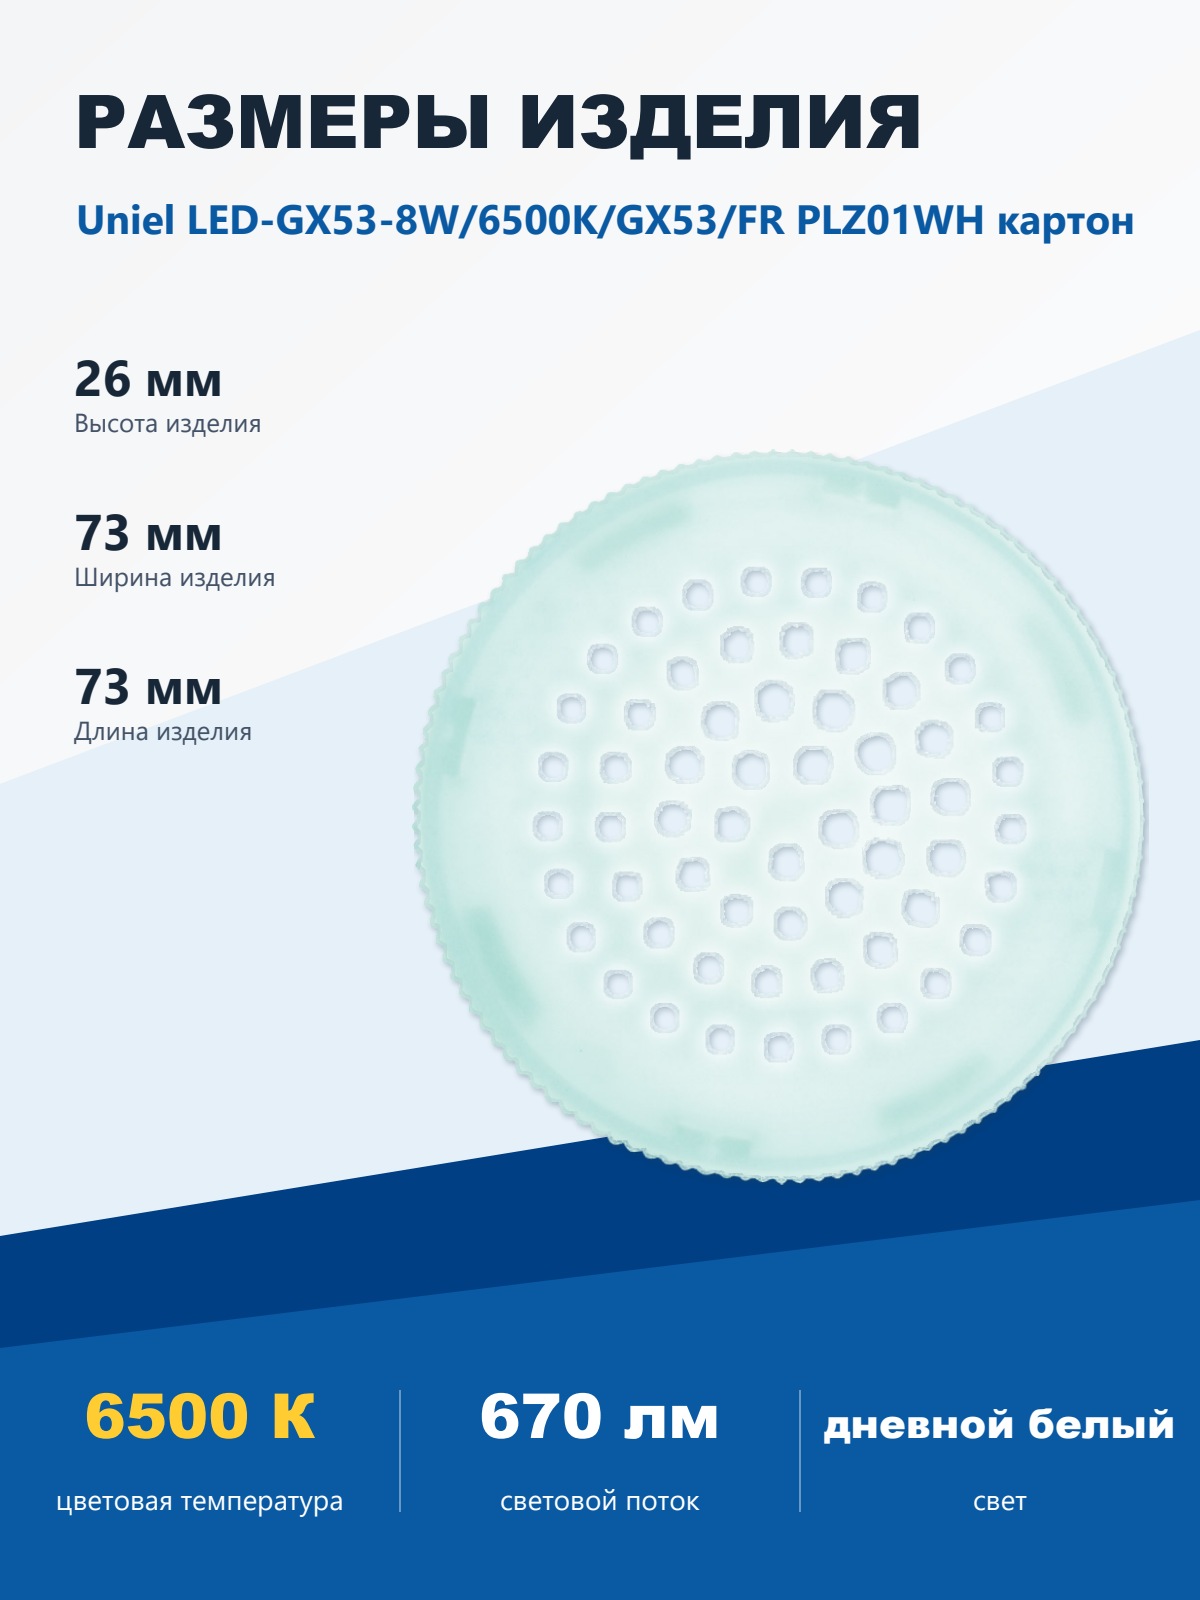 РАЗМЕРЫ ИЗДЕЛИЯ
Uniel LED-GX53-8W/6500K/GX53/FR PLZ01WH картон
26 мм
Высота изделия
73 мм
Ширина изделия
73 мм
Длина изделия
6500 К
цветовая температура
670 лм
световой поток
дневной белый
свет